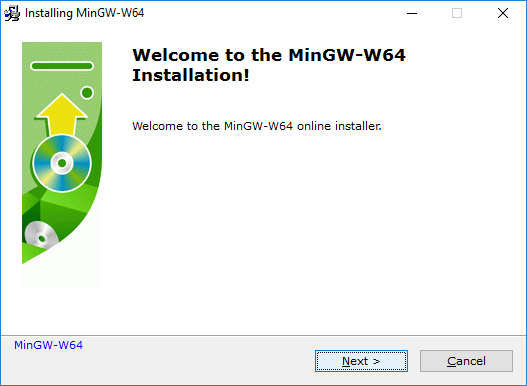 Installing MinGW-W64
Welcome to the MinGW-W64
Installation!
Welcome to the MinGW-W64 online installer.
MinGW-W64
Next >
Cancel